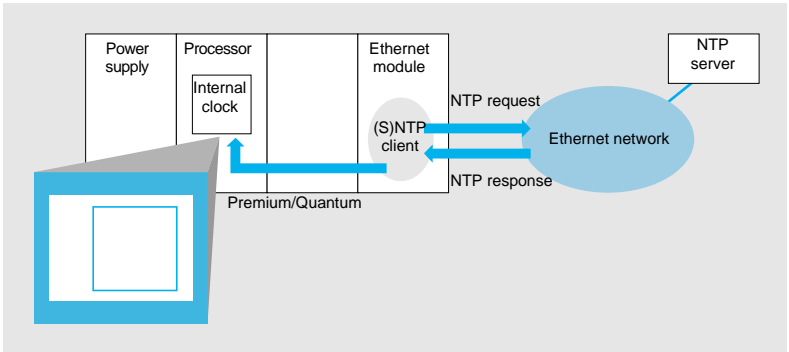 Power
supply
Processor
Ethernet
module
NTP
server
Internal
clock
NTP request
(S)NTP
client
Ethernet network
NTP response
Premium/Quantum